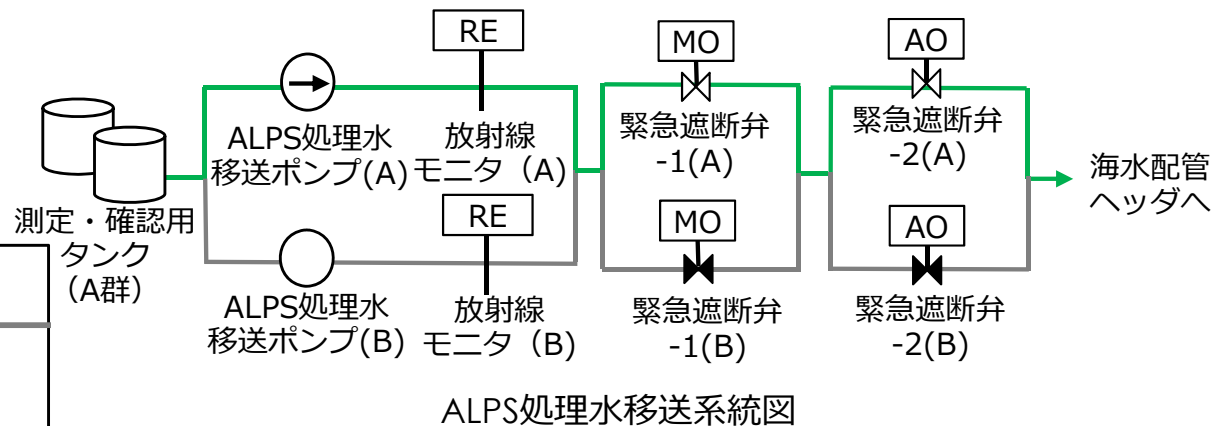 RE
MO
AO
ALPS処理水
移送ポンプ(A)
放射線
モニタ（A）
緊急遮断弁
-1(A)
緊急遮断弁
-2(A)
測定・確認用
タンク
（A群）
海水配管
ヘッダへ
RE
MO
AO
ALPS処理水
移送ポンプ(B)
放射線
モニタ（B）
緊急遮断弁
-1(B)
緊急遮断弁
-2(B)
ALPS処理水移送系統図